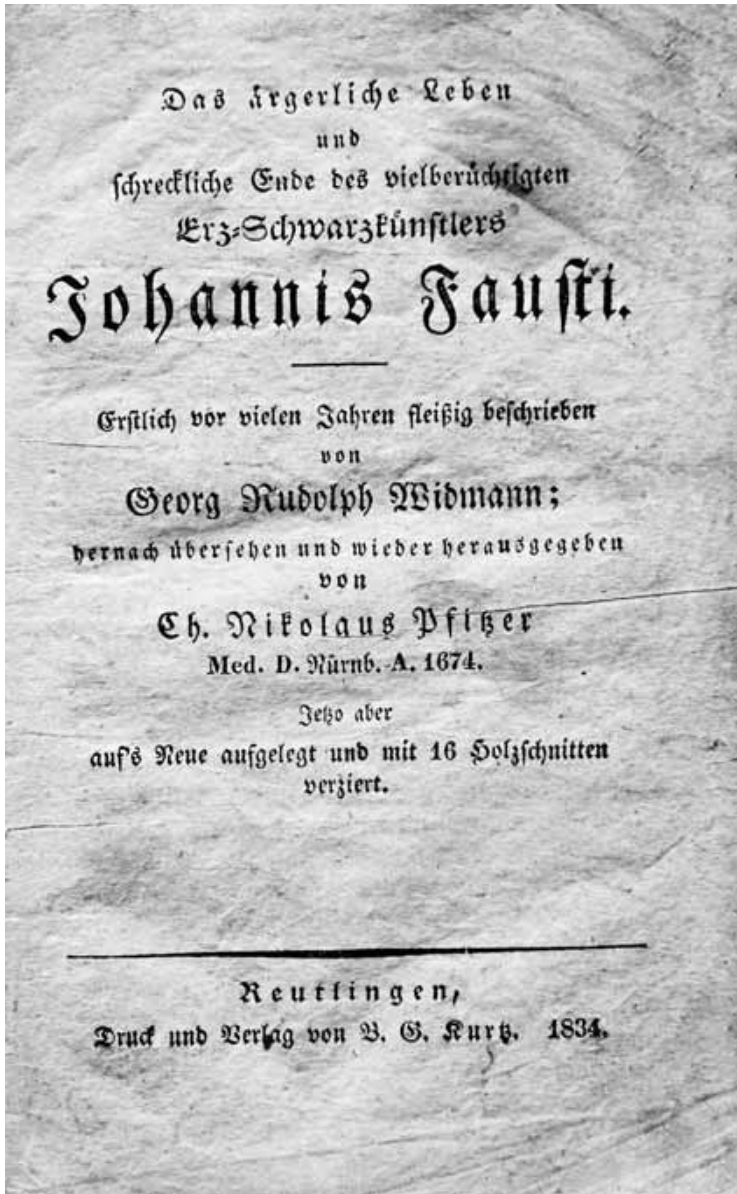 Das ärgerliche Leben
und
schreckliche Ende des vielberüchtigten
Erz-Schwarzkünstlers
Johannis Fausti.
Erstlich vor vielen Jahren fleißig beschrieben
von
Georg Rudolph Widmann;
hernach übersehen und wieder herausgegeben
von
Ch. Nikolaus Pfitzer
Med. D. Nürnb. A. 1674.
Jetzo aber
auf's Neue aufgelegt und mit 16 Holzschnitten
verziert.
Reutlingen,
Druck und Verlag von B. G. Kurtz. 1834.